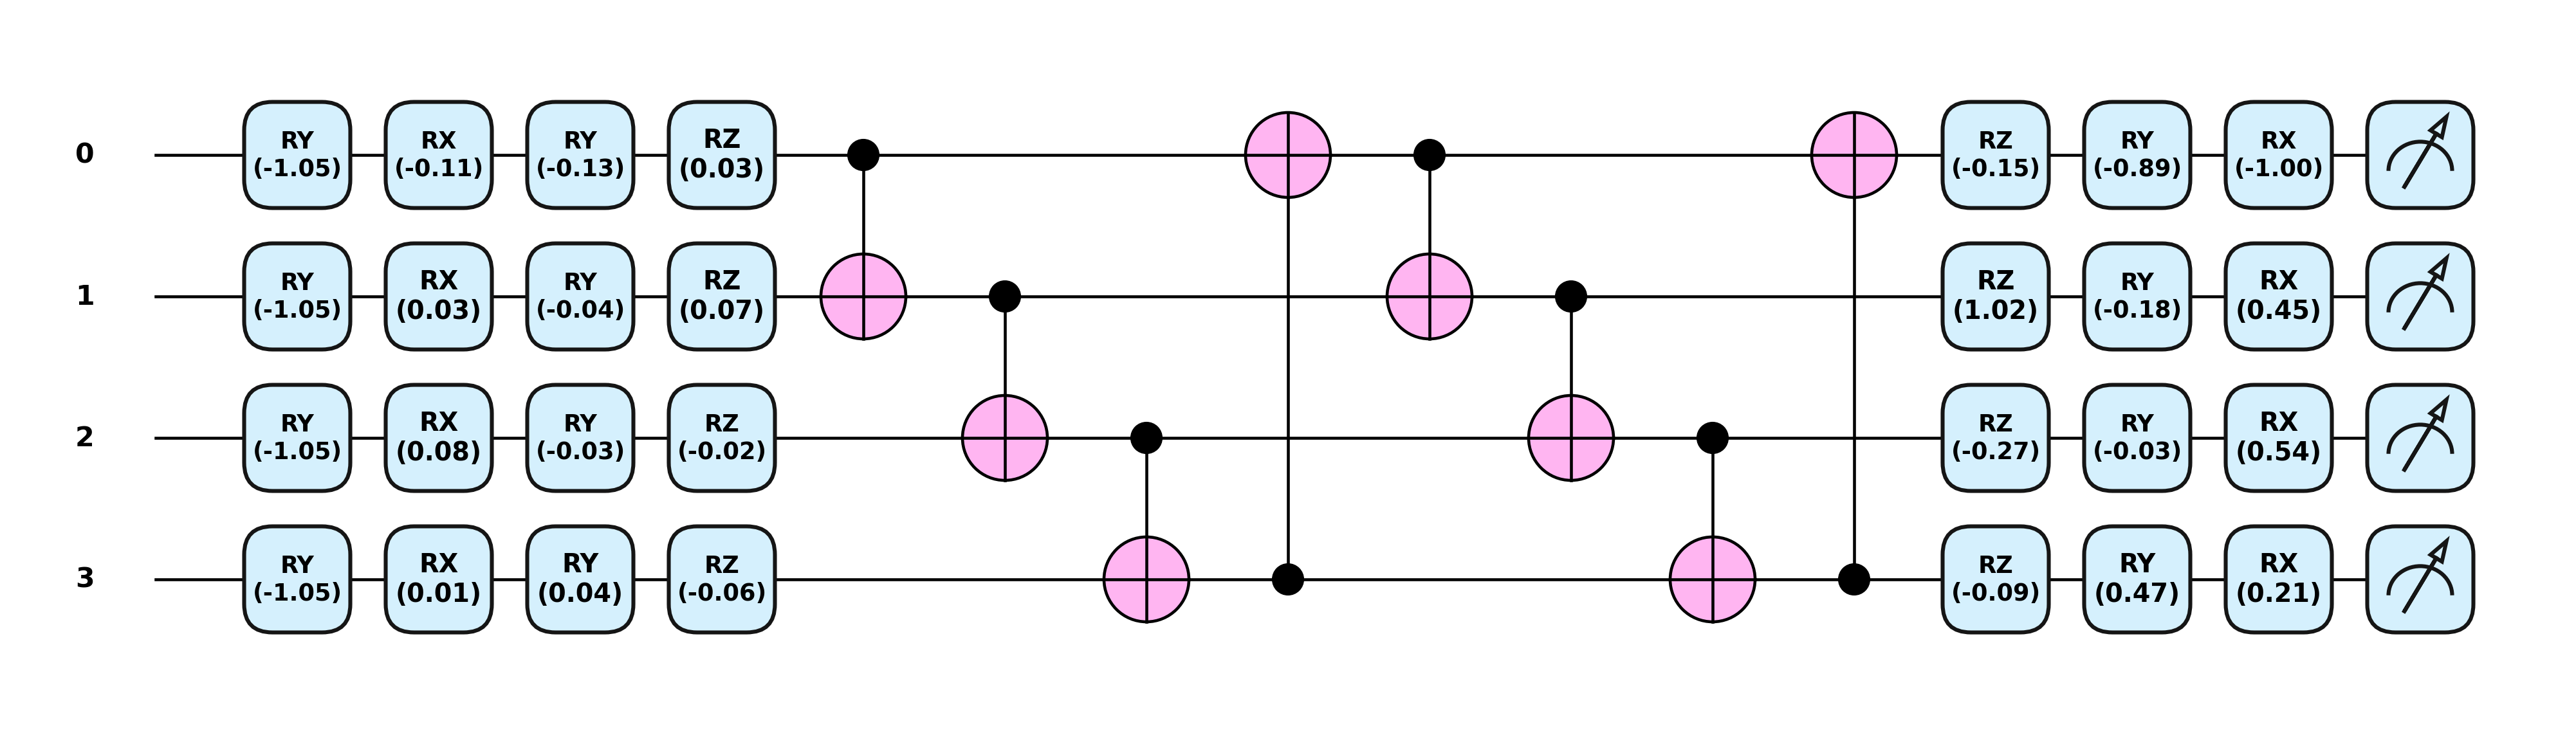 0 RY RX RY RZ RZ RY RX
(-1.05) (-0.11) (-0.13) (0.03) (-0.15) (-0.89) (-1.00)
1 RY RX RY RZ RZ RY RX
(-1.05) (0.03) (-0.04) (0.07) (1.02) (-0.18) (0.45)
2 RY RX RY RZ RZ RY RX
(-1.05) (0.08) (-0.03) (-0.02) (-0.27) (-0.03) (0.54)
3 RY RX RY RZ RZ RY RX
(-1.05) (0.01) (0.04) (-0.06) (-0.09) (0.47) (0.21)